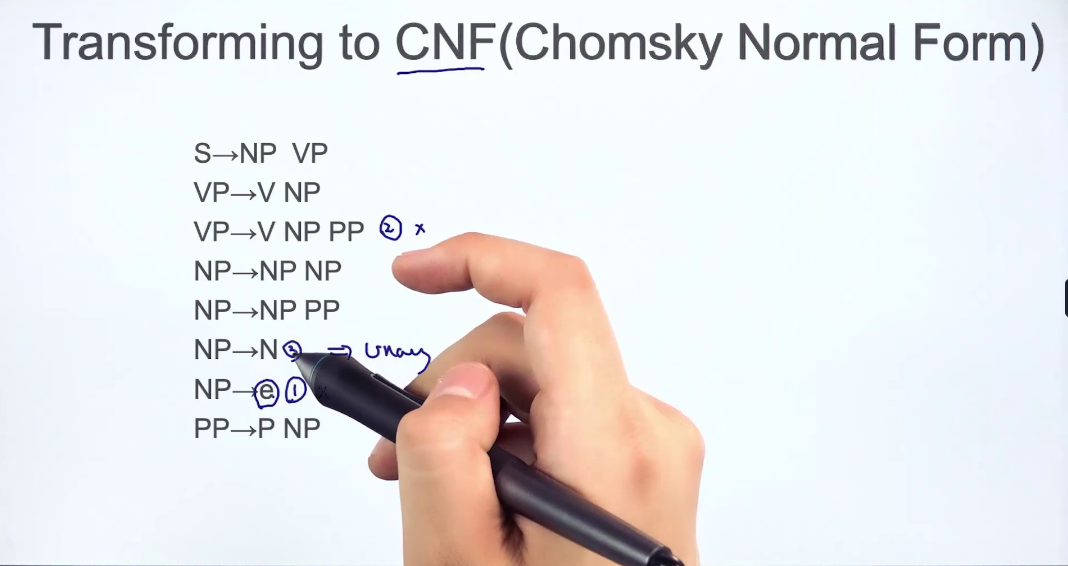 Transforming to CNF(Chomsky Normal Form)
S→NP VP
VP→V NP
VP→V NP PP ② ×
NP→NP NP
NP→NP PP
NP→N ③ ⇒ Unary
NP→e ①
PP→P NP